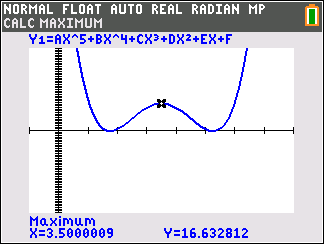 NORMAL FLOAT AUTO REAL RADIAN MP
CALC MAXIMUM
Y1=AX^5+BX^4+CX³+DX²+EX+F
Maximum
X=3.5000009 Y=16.632812